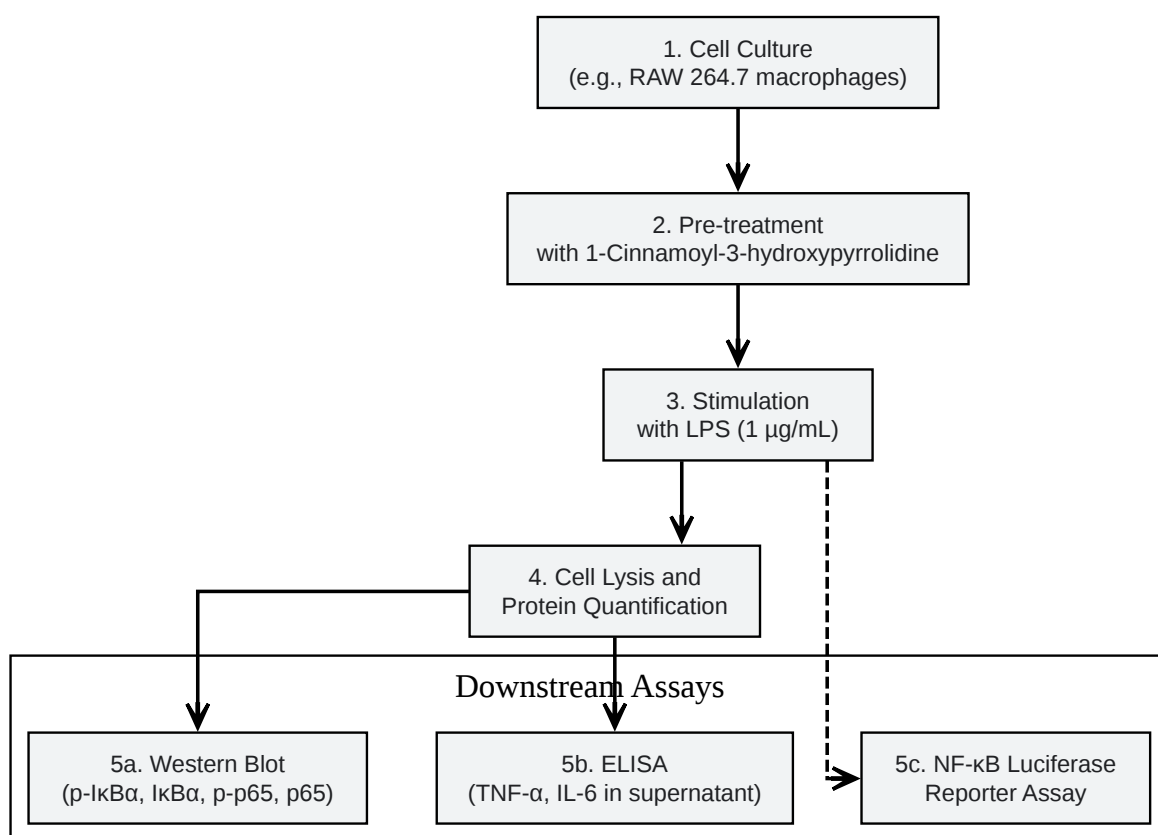 1. Cell Culture
(e.g., RAW 264.7 macrophages)
2. Pre-treatment
with 1-Cinnamoyl-3-hydroxypyrrolidine
3. Stimulation
with LPS (1 µg/mL)
4. Cell Lysis and
Protein Quantification
Downstream Assays
5a. Western Blot
(p-IκBα, IκBα, p-p65, p65)
5b. ELISA
(TNF-α, IL-6 in supernatant)
5c. NF-κB Luciferase
Reporter Assay